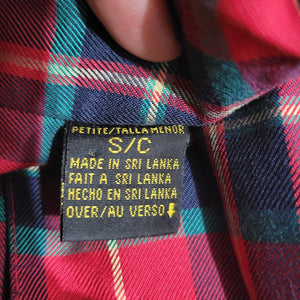 PETITE/TALLA MENOR
S/C
MADE IN SRI LANKA
FAIT A SRI LANKA
HECHO EN SRI LANKA
OVER/AU VERSO